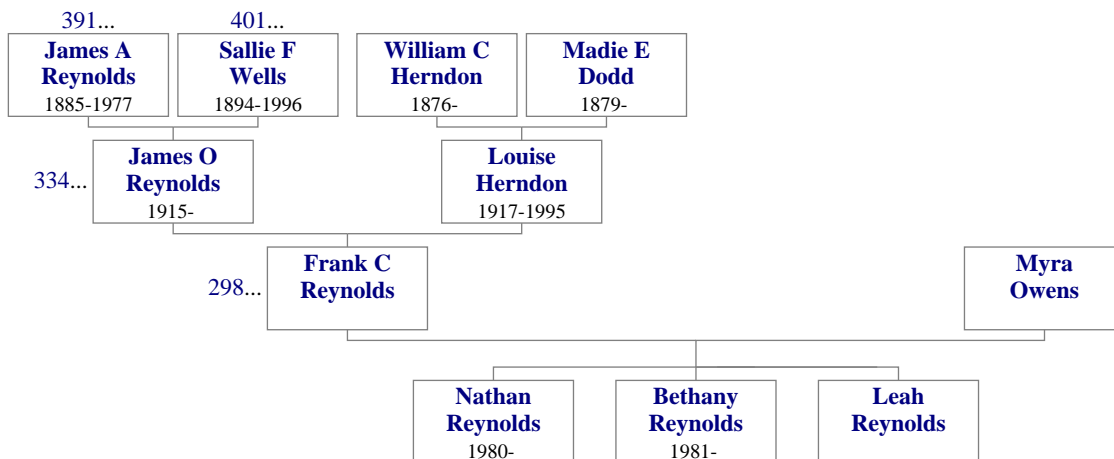 391...
401...
James A
Reynolds
1885-1977
Sallie F
Wells
1894-1996
William C
Herndon
1876-
Madie E
Dodd
1879-
334...
James O
Reynolds
1915-
Louise
Herndon
1917-1995
298...
Frank C
Reynolds
Myra
Owens
Nathan
Reynolds
1980-
Bethany
Reynolds
1981-
Leah
Reynolds